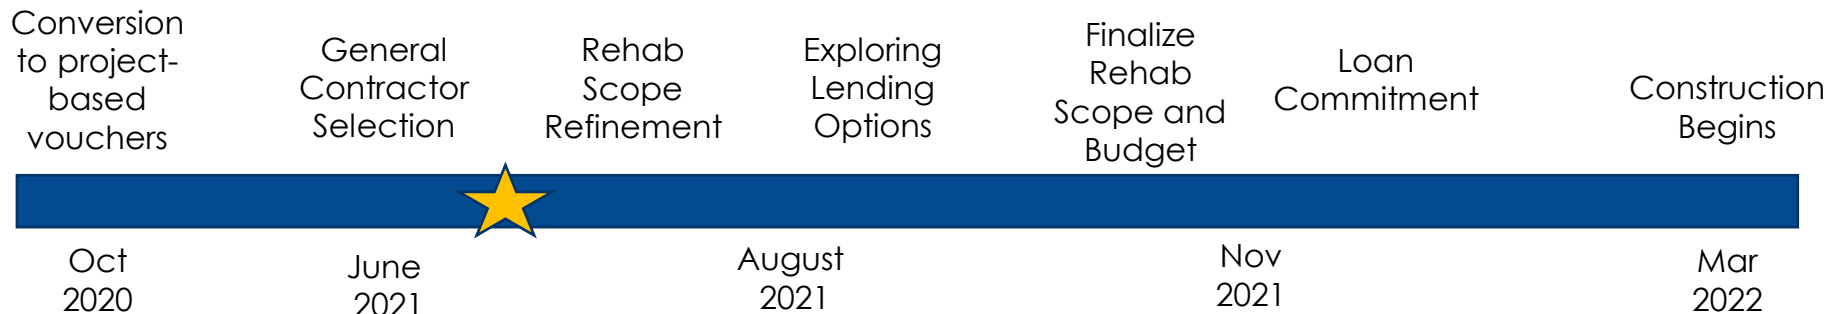 Conversion
to project-
based
vouchers
General
Contractor
Selection
Rehab
Scope
Refinement
Exploring
Lending
Options
Finalize
Rehab
Scope and
Budget
Loan
Commitment
Construction
Begins
Oct
2020
June
2021
August
2021
Nov
2021
Mar
2022